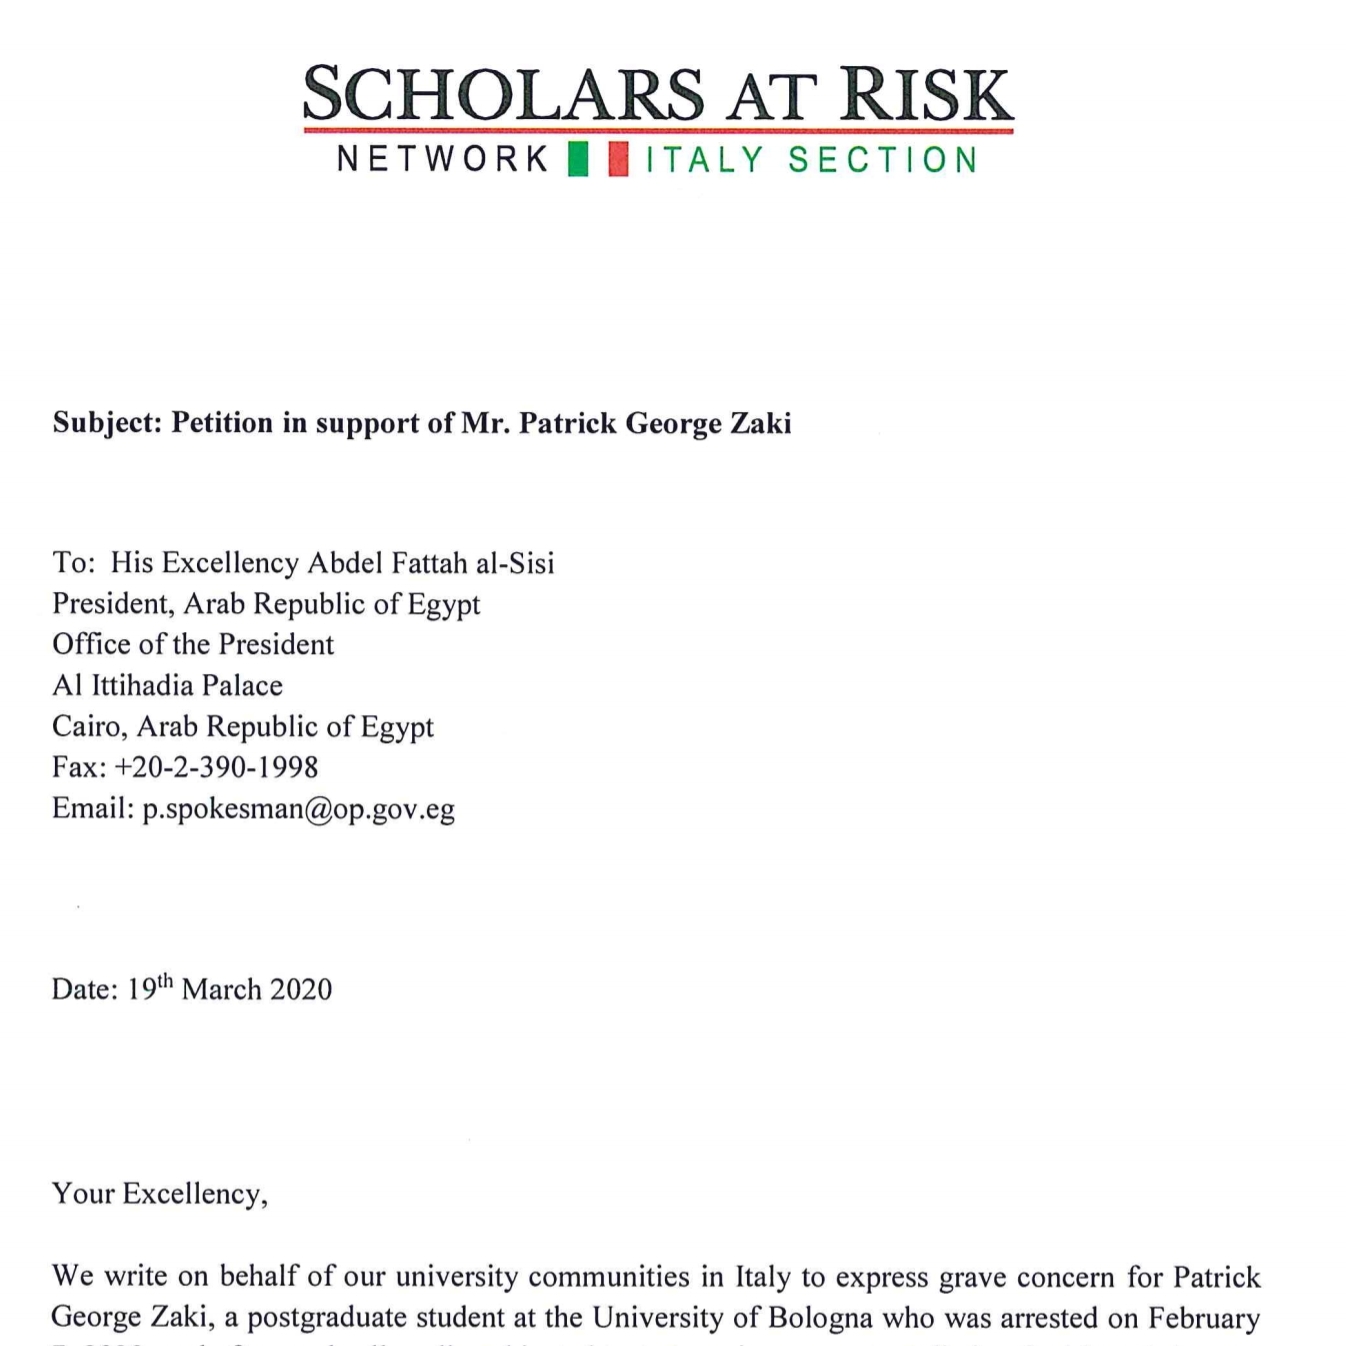 SCHOLARS AT RISK
NETWORK ITALY SECTION
Subject: Petition in support of Mr. Patrick George Zaki
To: His Excellency Abdel Fattah al-Sisi
President, Arab Republic of Egypt
Office of the President
Al Ittihadia Palace
Cairo, Arab Republic of Egypt
Fax: +20-2-390-1998
Email: p.spokesman@op.gov.eg
Date: 19th March 2020
Your Excellency,
We write on behalf of our university communities in Italy to express grave concern for Patrick
George Zaki, a postgraduate student at the University of Bologna who was arrested on February